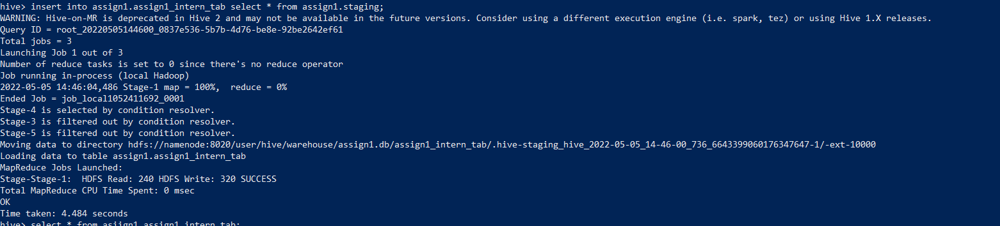 hive> insert into assign1.assign1_intern_tab select * from assign1.staging;
WARNING: Hive-on-MR is deprecated in Hive 2 and may not be available in the future versions. Consider using a different execution engine (i.e. spark, tez) or using Hive 1.X releases.
Query ID = root_20220505144600_0837e536-5b7b-4d76-be8e-92be2642ef61
Total jobs = 3
Launching Job 1 out of 3
Number of reduce tasks is set to 0 since there's no reduce operator
Job running in-process (local Hadoop)
2022-05-05 14:46:04,486 Stage-1 map = 100%,  reduce = 0%
Ended Job = job_local1052411692_0001
Stage-4 is selected by condition resolver.
Stage-3 is filtered out by condition resolver.
Stage-5 is filtered out by condition resolver.
Moving data to directory hdfs://namenode:8020/user/hive/warehouse/assign1.db/assign1_intern_tab/.hive-staging_hive_2022-05-05_14-46-00_736_6643399060176347647-1/-ext-10000
Loading data to table assign1.assign1_intern_tab
MapReduce Jobs Launched:
Stage-Stage-1:  HDFS Read: 240 HDFS Write: 320 SUCCESS
Total MapReduce CPU Time Spent: 0 msec
OK
Time taken: 4.484 seconds
hive> select * from asiign1.assign1_intern_tab;